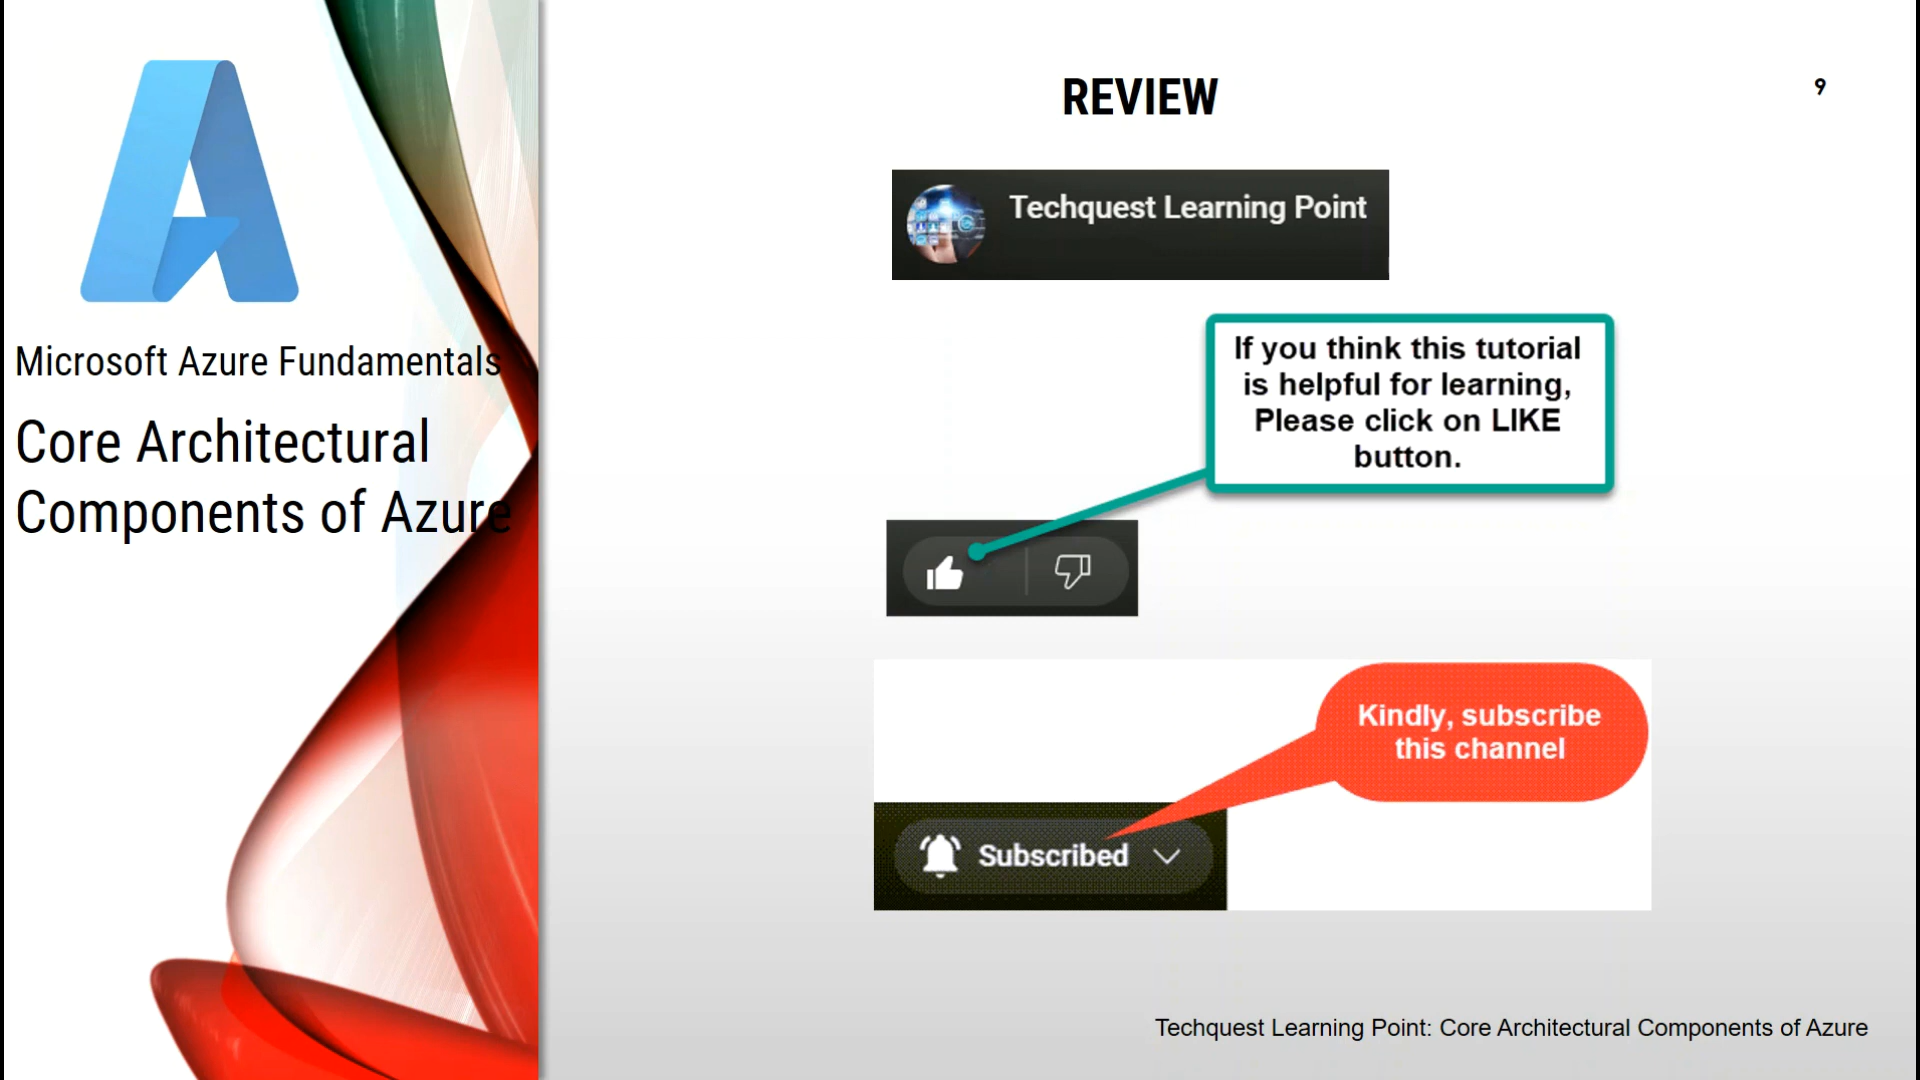 Microsoft Azure Fundamentals
Core Architectural
Components of Azure
REVIEW
9
Techquest Learning Point
If you think this tutorial
is helpful for learning,
Please click on LIKE
button.
Kindly, subscribe
this channel
Subscribed
Techquest Learning Point: Core Architectural Components of Azure